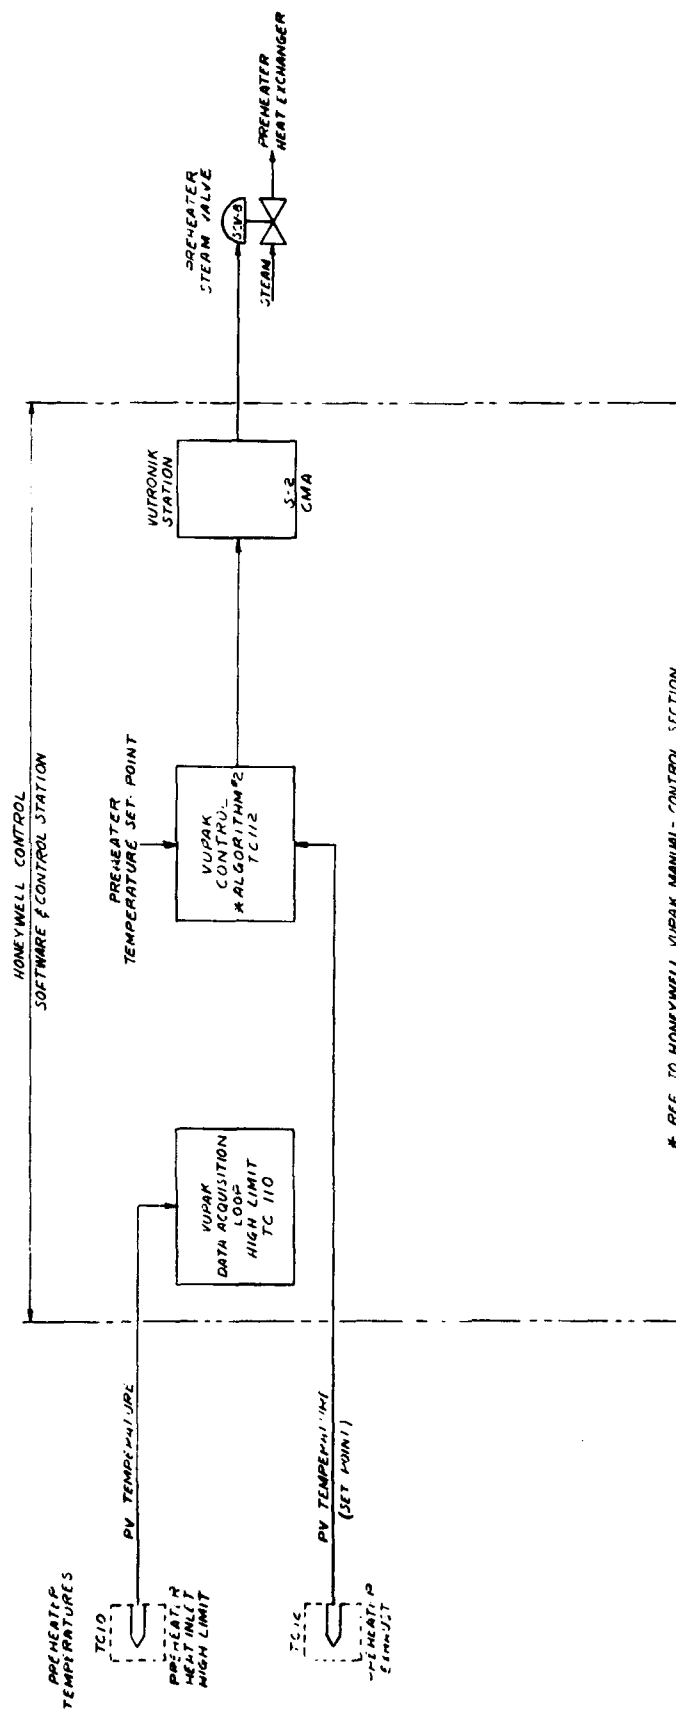 HONEYWELL CONTROL
SOFTWARE & CONTROL STATION
PREHEATER
TEMPERATURES
TC10
PREHEATER
HEAT INLET
HIGH LIMIT
PV TEMPERATURE
VUPAK
DATA ACQUISITION
LOOP
HIGH LIMIT
TC 110
PREHEATER
TEMPERATURE SET-POINT
VUPAK
CONTROL
* ALGORITHM #2
TC112
VUTRONIK
STATION
S-2
CMA
PREHEATER
STEAM VALVE
STEAM
PREHEATER
HEAT EXCHANGER
PV TEMPERATURE
(SET POINT)
PREHEATER
EXHAUST
* REF TO HONEYWELL VUPAK MANUAL- CONTROL SECTION